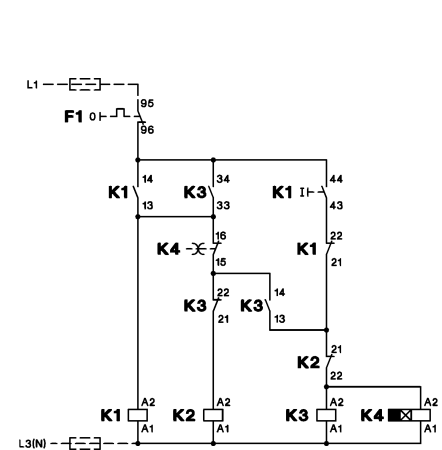 L1
95
F1 0
96
14 34 44
K1 K3 K1 I
13 33 43
16 22
K4 K1
15 21
22 14
K3 K3
21 13
21
K2
22
A2 A2 A2 A2
K1 K2 K3 K4
A1 A1 A1 A1
L3(N)